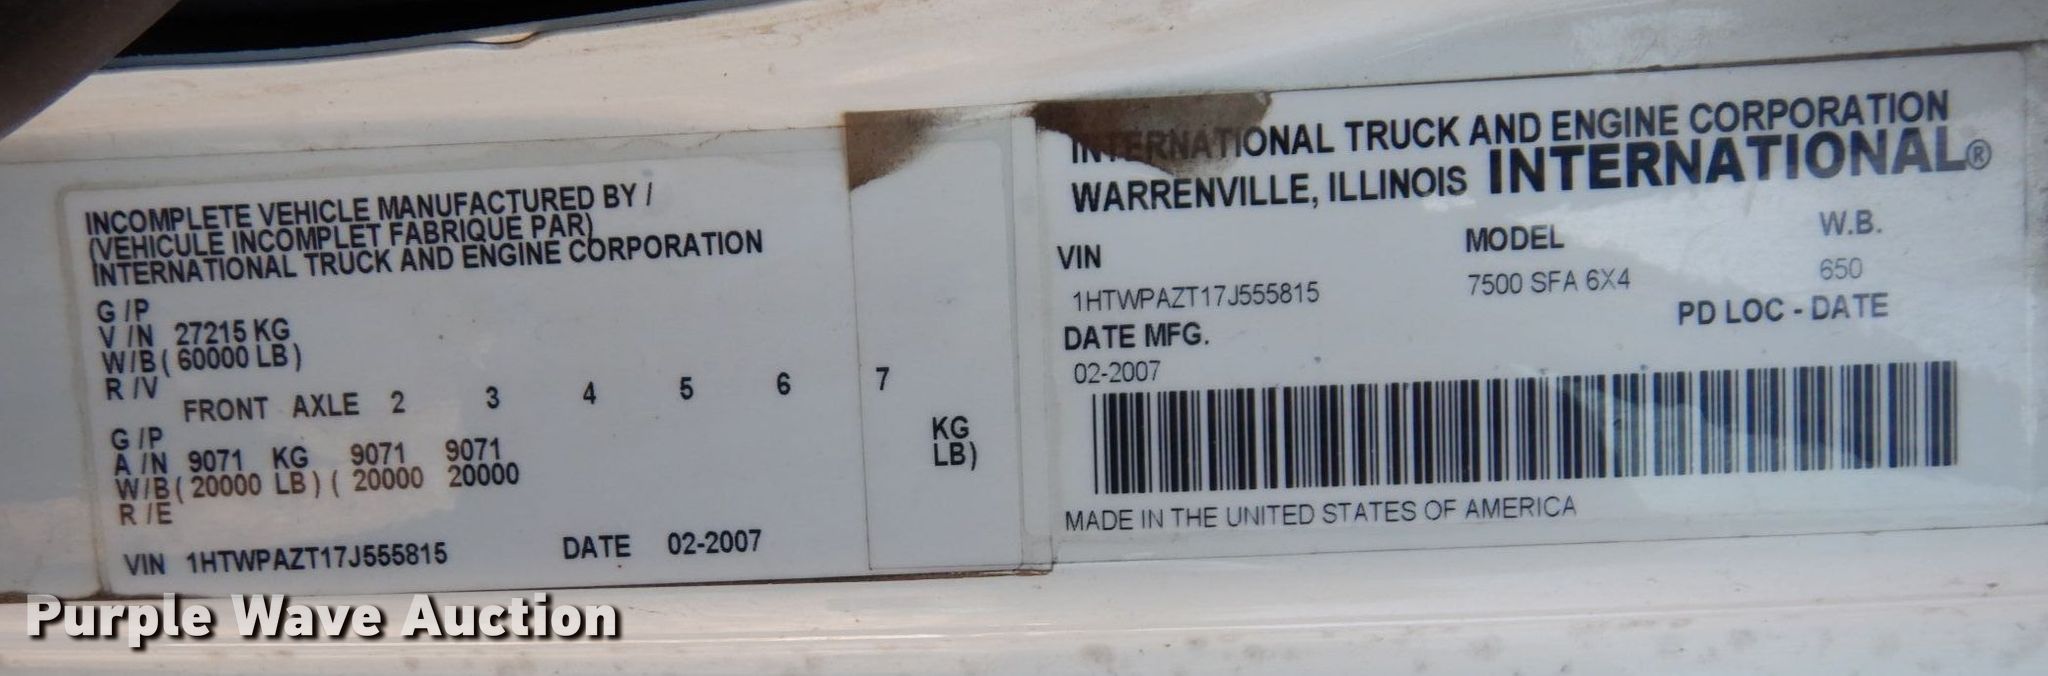 INCOMPLETE VEHICLE MANUFACTURED BY /
(VEHICULE INCOMPLET FABRIQUE PAR)
INTERNATIONAL TRUCK AND ENGINE CORPORATION
G /P
V /N 27215 KG
W/B ( 60000 LB )
R /V
FRONT AXLE 2 3 4 5 6 7
G /P
A /N 9071 KG 9071 9071 KG
W/B ( 20000 LB ) ( 20000 20000 LB)
R /E
VIN 1HTWPAZT17J555815 DATE 02-2007
INTERNATIONAL TRUCK AND ENGINE CORPORATION
WARRENVILLE, ILLINOIS INTERNATIONAL®
VIN MODEL W.B.
1HTWPAZT17J555815 7500 SFA 6X4 650
DATE MFG. PD LOC - DATE
02-2007
MADE IN THE UNITED STATES OF AMERICA
Purple Wave Auction